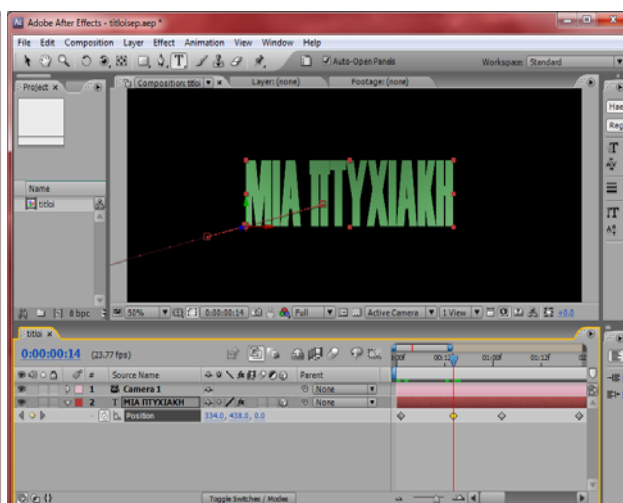 Adobe After Effects - titloisep.aep *
File Edit Composition Layer Effect Animation View Window Help
Auto-Open Panels
Workspace: Standard
Project
Composition: titloi
Layer: (none)
Footage: (none)
ΜΙΑ ΠΤΥΧΙΑΚΗ
Name
titloi
8 bpc
50%
0:00:00:14
Full
Active Camera
1 View
+0.0
titloi
0:00:00:14 (23.77 fps)
# Source Name
Parent
1 Camera 1
None
2 T ΜΙΑ ΠΤΥΧΙΑΚΗ
None
Position 334.0, 438.0, 0.0
01:00f 01:12f
Toggle Switches / Modes